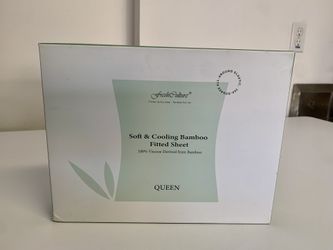 FreshCulture®
Soft & Cooling Bamboo
Fitted Sheet
100% Viscose Derived from Bamboo
QUEEN